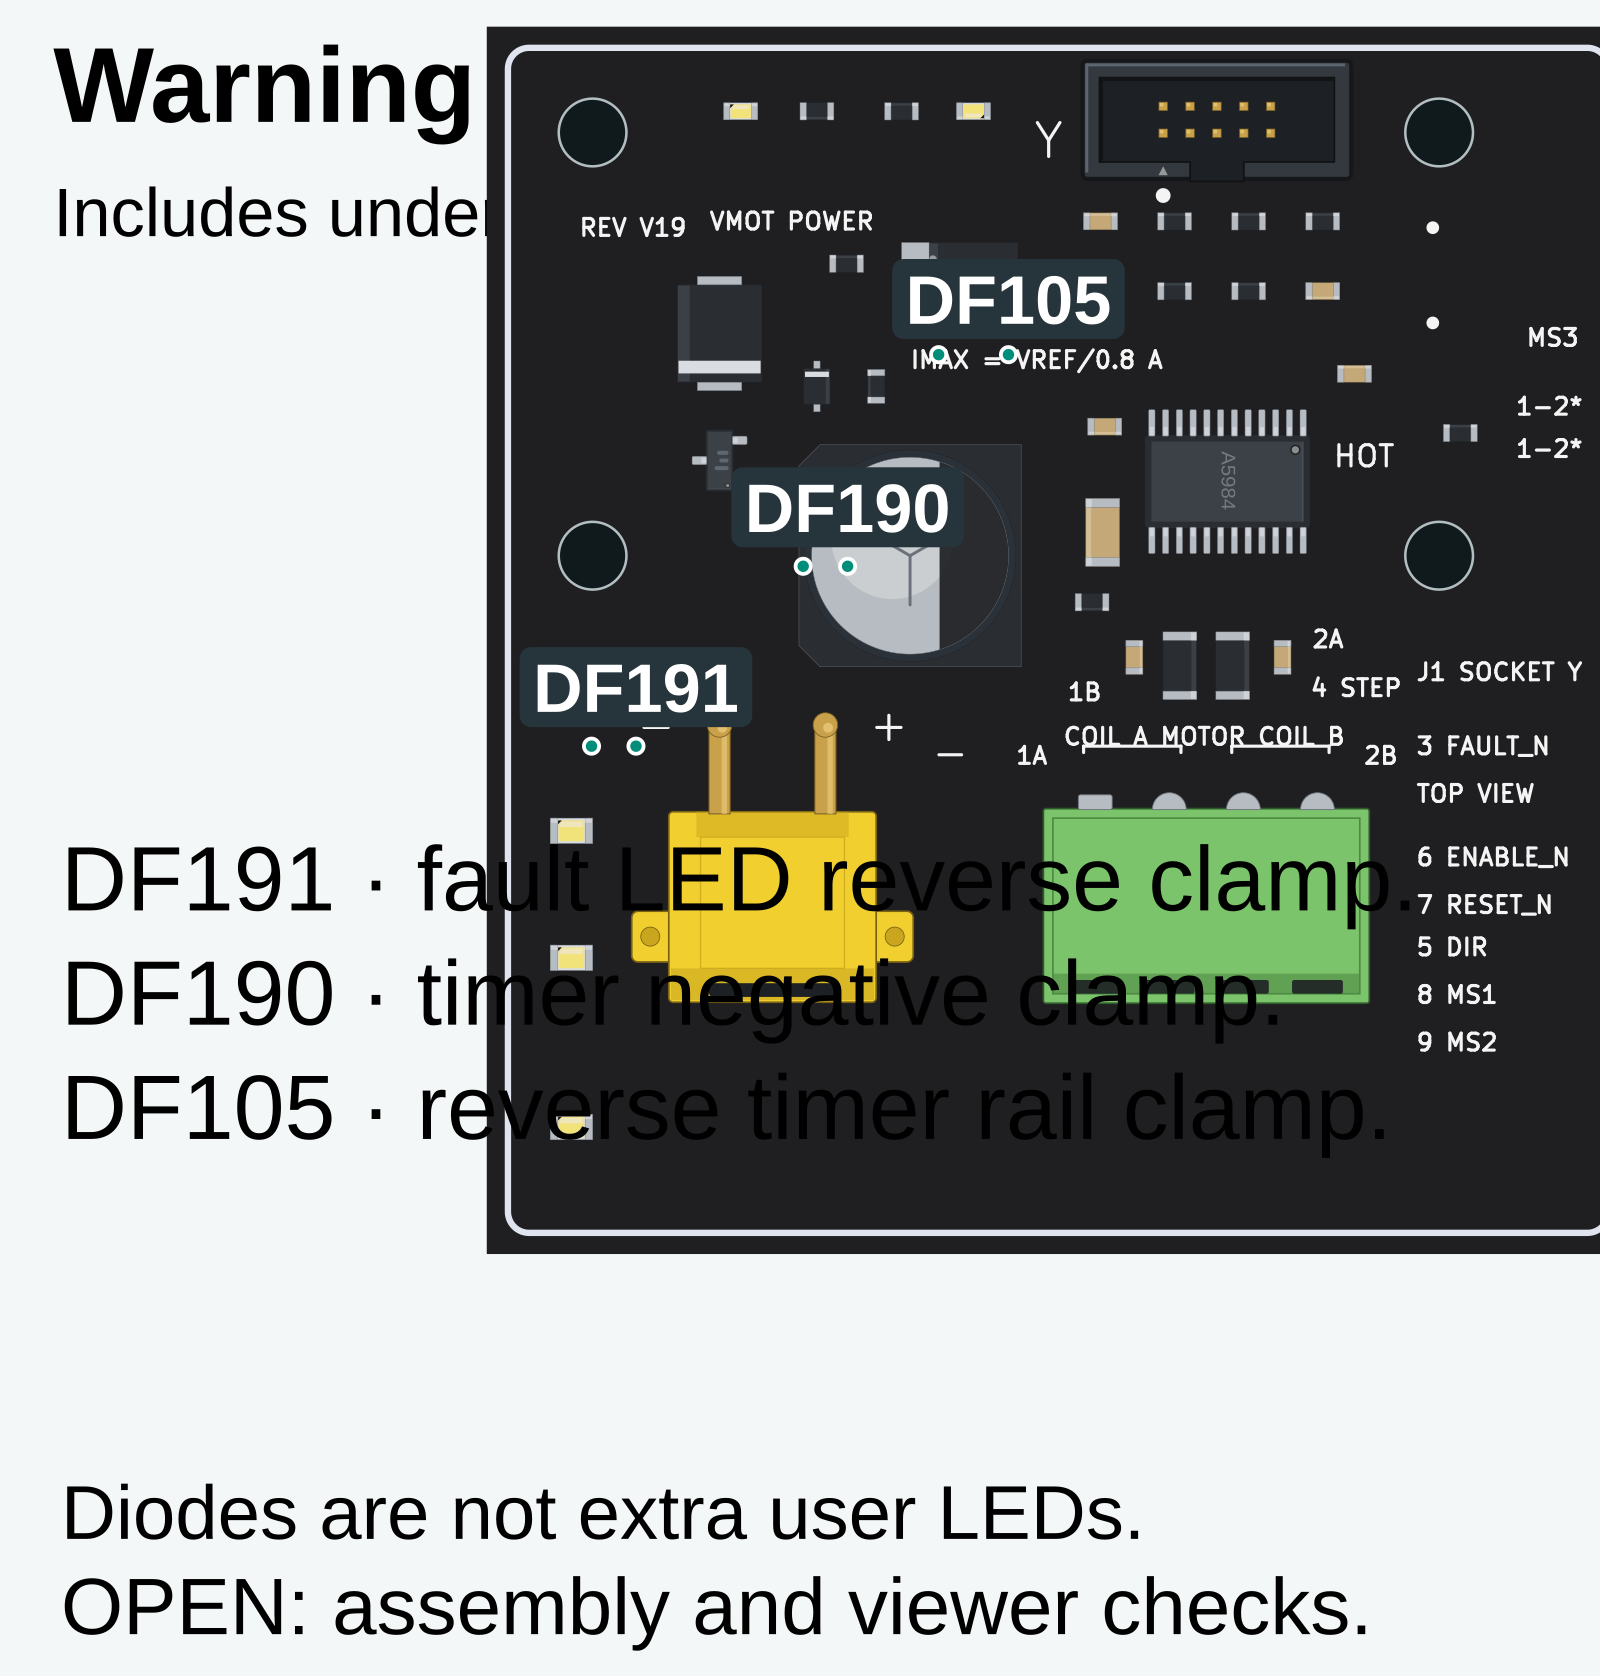 Warning
Includes under
Y
REV V19
VMOT POWER
DF105
IMAX = VREF/0.8 A
MS3
1-2*
1-2*
HOT
A5984
DF190
2A
DF191
1B
4 STEP
J1 SOCKET Y
+
−
COIL A MOTOR COIL B
1A
2B
3 FAULT_N
TOP VIEW
6 ENABLE_N
7 RESET_N
5 DIR
8 MS1
9 MS2
DF191 · fault LED reverse clamp.
DF190 · timer negative clamp.
DF105 · reverse timer rail clamp.
Diodes are not extra user LEDs.
OPEN: assembly and viewer checks.